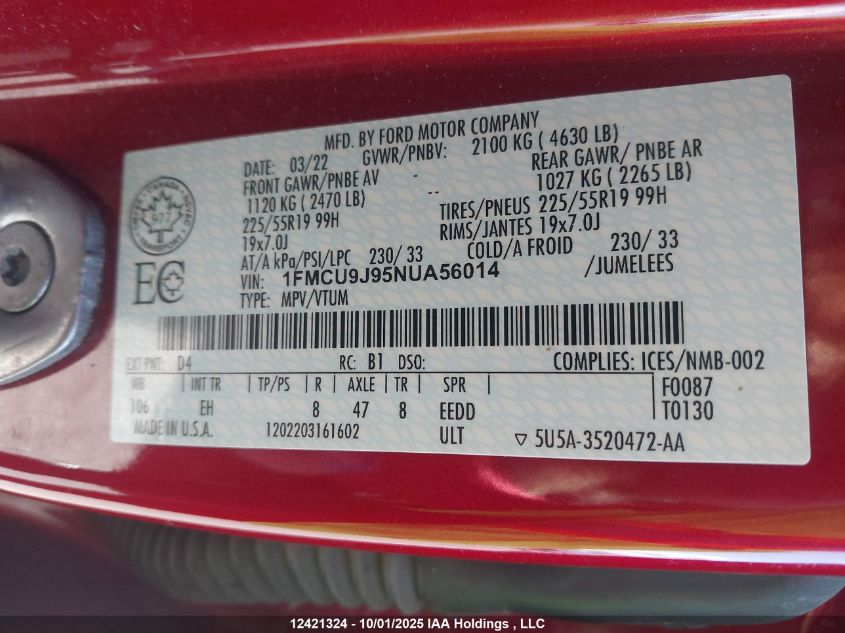 MFD. BY FORD MOTOR COMPANY
DATE: 03/22 GVWR/PNBV: 2100 KG ( 4630 LB)
FRONT GAWR/PNBE AV - REAR GAWR/ PNBE AR
1120 KG ( 2470 LB) -- 1027 KG ( 2265 LB)
225/55R19 99H TIRES/PNEUS 225/55R19 99H
19x7.0J RIMS/JANTES 19x7.0J
AT/A kPa/PSI/LPC 230/ 33 COLD/A FROID 230/ 33
VIN: 1FMCU9J95NUA56014 /JUMELEES
TYPE: MPV/VTUM
CANADA
TRANSPORT
EC
EXT PNT: D4 RC: B1 DSO: COMPLIES: ICES/NMB-002
WB INT TR TP/PS R AXLE TR SPR F0087
106 EH 8 47 8 EEDD T0130
MADE IN U.S.A. 1202203161602 ULT ▽ 5U5A-3520472-AA
12421324 - 10/01/2025 IAA Holdings , LLC